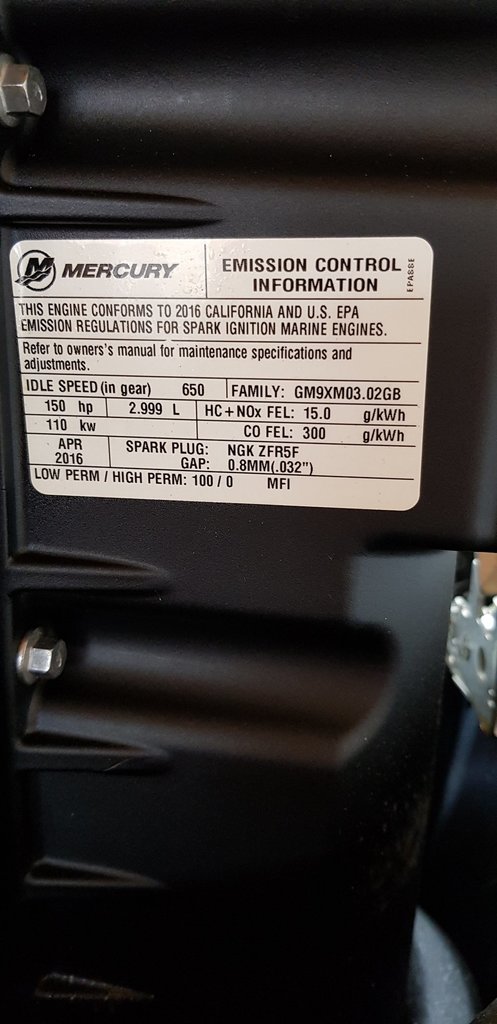 MERCURY
EMISSION CONTROL
INFORMATION
EPA88E
THIS ENGINE CONFORMS TO 2016 CALIFORNIA AND U.S. EPA
EMISSION REGULATIONS FOR SPARK IGNITION MARINE ENGINES.
Refer to owners's manual for maintenance specifications and
adjustments.
IDLE SPEED (in gear) 650 FAMILY: GM9XM03.02GB
150 hp 2.999 L HC+NOx FEL: 15.0 g/kWh
110 kw CO FEL: 300 g/kWh
APR SPARK PLUG: NGK ZFR5F
2016 GAP: 0.8MM(.032")
LOW PERM / HIGH PERM: 100 / 0 MFI